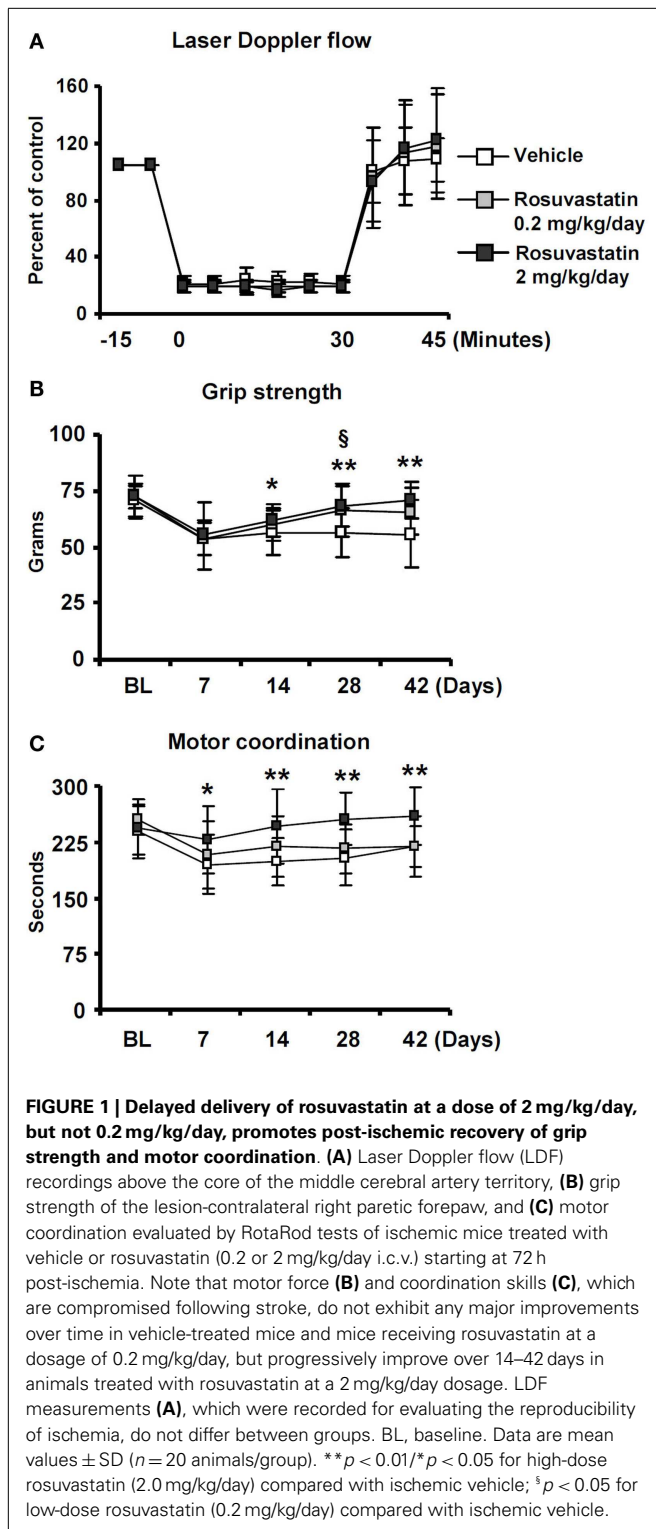 A Laser Doppler flow
Percent of control
160
120
80
40
0
-15 0 30 45 (Minutes)
Vehicle
Rosuvastatin
0.2 mg/kg/day
Rosuvastatin
2 mg/kg/day
B Grip strength
Grams
100
75
50
25
0
§
* ** **
BL 7 14 28 42 (Days)
C Motor coordination
Seconds
300
225
150
75
0
* ** ** **
BL 7 14 28 42 (Days)
FIGURE 1 | Delayed delivery of rosuvastatin at a dose of 2 mg/kg/day,
but not 0.2 mg/kg/day, promotes post-ischemic recovery of grip
strength and motor coordination. (A) Laser Doppler flow (LDF)
recordings above the core of the middle cerebral artery territory, (B) grip
strength of the lesion-contralateral right paretic forepaw, and (C) motor
coordination evaluated by RotaRod tests of ischemic mice treated with
vehicle or rosuvastatin (0.2 or 2 mg/kg/day i.c.v.) starting at 72 h
post-ischemia. Note that motor force (B) and coordination skills (C), which
are compromised following stroke, do not exhibit any major improvements
over time in vehicle-treated mice and mice receiving rosuvastatin at a
dosage of 0.2 mg/kg/day, but progressively improve over 14–42 days in
animals treated with rosuvastatin at a 2 mg/kg/day dosage. LDF
measurements (A), which were recorded for evaluating the reproducibility
of ischemia, do not differ between groups. BL, baseline. Data are mean
values ± SD (n = 20 animals/group). **p < 0.01/*p < 0.05 for high-dose
rosuvastatin (2.0 mg/kg/day) compared with ischemic vehicle; §p < 0.05 for
low-dose rosuvastatin (0.2 mg/kg/day) compared with ischemic vehicle.